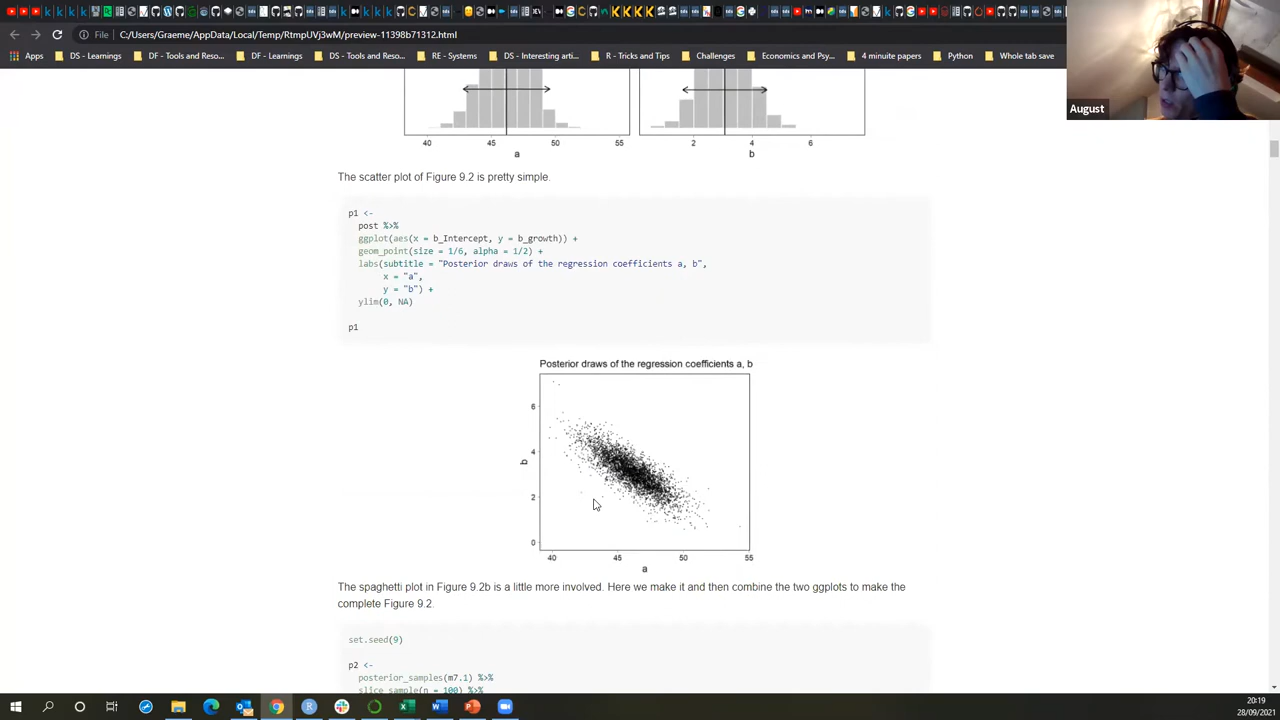 File | C:/Users/Graeme/AppData/Local/Temp/RtmpUVj3wM/preview-11398b71312.html
Apps DS - Learnings DF - Tools and Reso... DF - Learnings DS - Tools and Reso... RE - Systems DS - Interesting arti... R - Tricks and Tips Challenges Economics and Psy... 4 minuite papers Python Whole tab save
August
40 45 50 55 2 4 6
a b
The scatter plot of Figure 9.2 is pretty simple.
p1 <-
post %>%
ggplot(aes(x = b_Intercept, y = b_growth)) +
geom_point(size = 1/6, alpha = 1/2) +
labs(subtitle = "Posterior draws of the regression coefficients a, b",
x = "a",
y = "b") +
ylim(0, NA)
p1
Posterior draws of the regression coefficients a, b
6
4
b
2
0
40 45 50 55
a
The spaghetti plot in Figure 9.2b is a little more involved. Here we make it and then combine the two ggplots to make the
complete Figure 9.2.
set.seed(9)
p2 <-
posterior_samples(m7.1) %>%
slice_sample(n = 100) %>%
20:19
28/09/2021